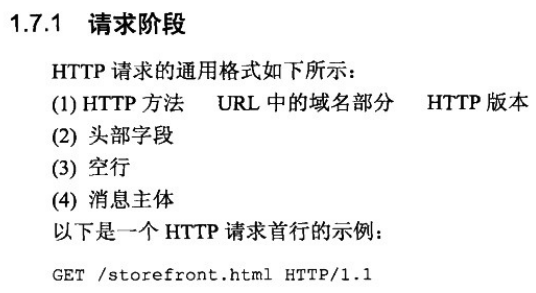 1.7.1 请求阶段
HTTP 请求的通用格式如下所示：
(1) HTTP 方法 URL 中的域名部分 HTTP 版本
(2) 头部字段
(3) 空行
(4) 消息主体
以下是一个 HTTP 请求首行的示例：
GET /storefront.html HTTP/1.1